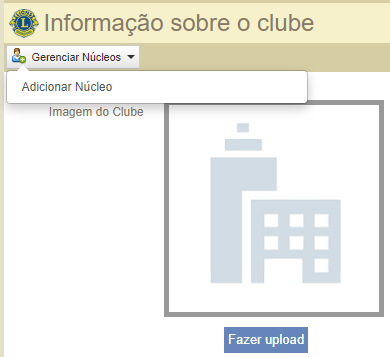 Informação sobre o clube
Gerenciar Núcleos
Adicionar Núcleo
Imagem do Clube
Fazer upload